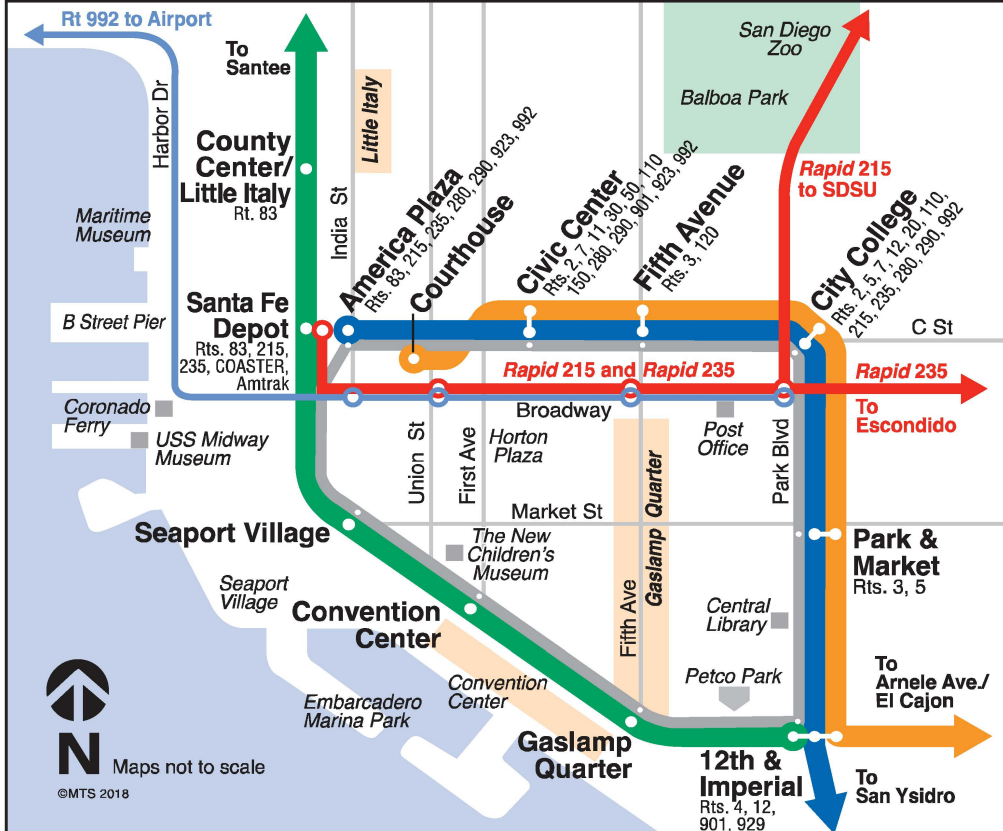 Rt 992 to Airport
To
Santee
San Diego
Zoo
Balboa Park
Harbor Dr
Little Italy
County
Center/
Little Italy
Rt. 83
India St
Rapid 215
to SDSU
Maritime
Museum
America Plaza
Rts. 83, 215, 235, 280, 290, 923, 992
Courthouse
Civic Center
Rts. 2, 7, 11, 30, 50, 110
150, 280, 290, 901, 923, 992
Fifth Avenue
Rts. 3, 120
City College
Rts. 2, 5, 7, 12, 20, 110,
215, 235, 280, 290, 992
B Street Pier
Santa Fe
Depot
Rts. 83, 215,
235, COASTER,
Amtrak
C St
Rapid 215 and Rapid 235
Rapid 235
To
Escondido
Broadway
Coronado
Ferry
USS Midway
Museum
Union St
First Ave
Horton
Plaza
Post
Office
Park Blvd
Gaslamp Quarter
Market St
Seaport Village
The New
Children's
Museum
Park &
Market
Rts. 3, 5
Seaport
Village
Convention
Center
Fifth Ave
Central
Library
Petco Park
To
Arnele Ave./
El Cajon
Convention
Center
Embarcadero
Marina Park
Gaslamp
Quarter
12th &
Imperial
Rts. 4, 12,
901, 929
To
San Ysidro
N
Maps not to scale
©MTS 2018